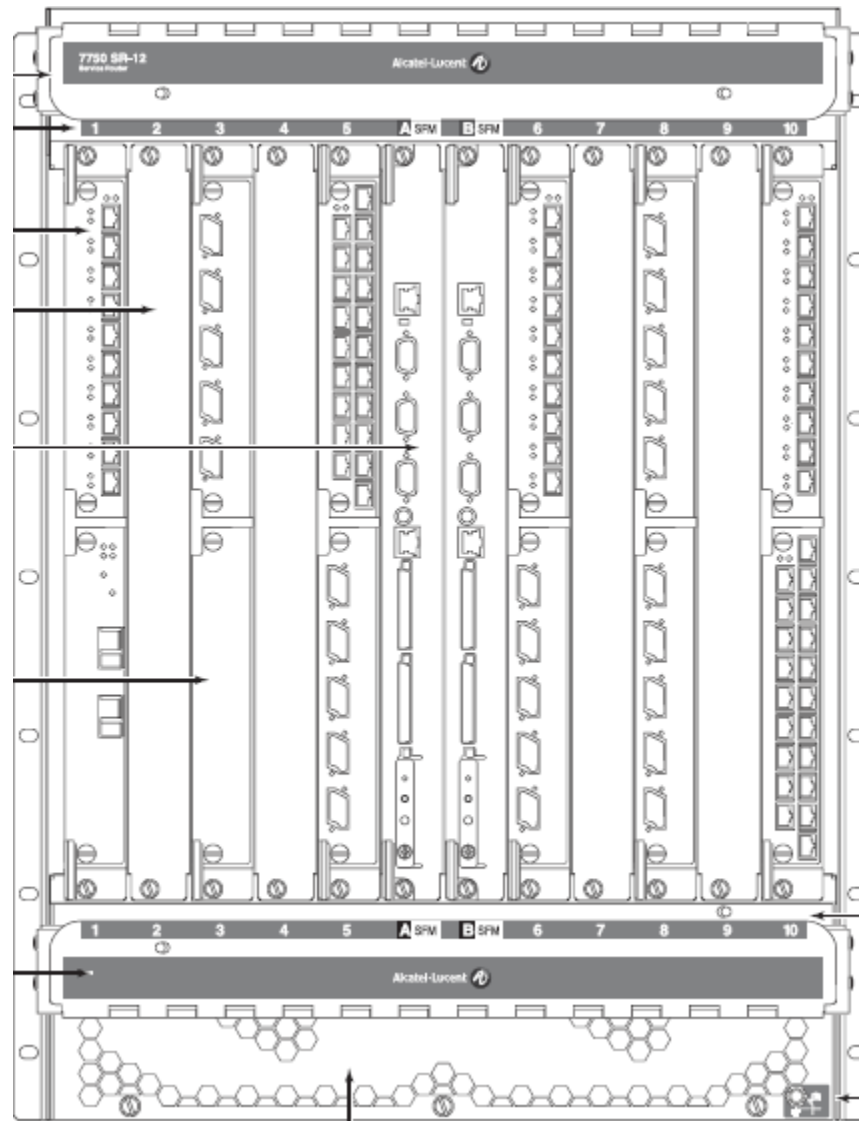 7750 SR-12
Service Router
Alcatel-Lucent
1 2 3 4 5 A SFM B SFM 6 7 8 9 10
1 2 3 4 5 A SFM B SFM 6 7 8 9 10
Alcatel-Lucent